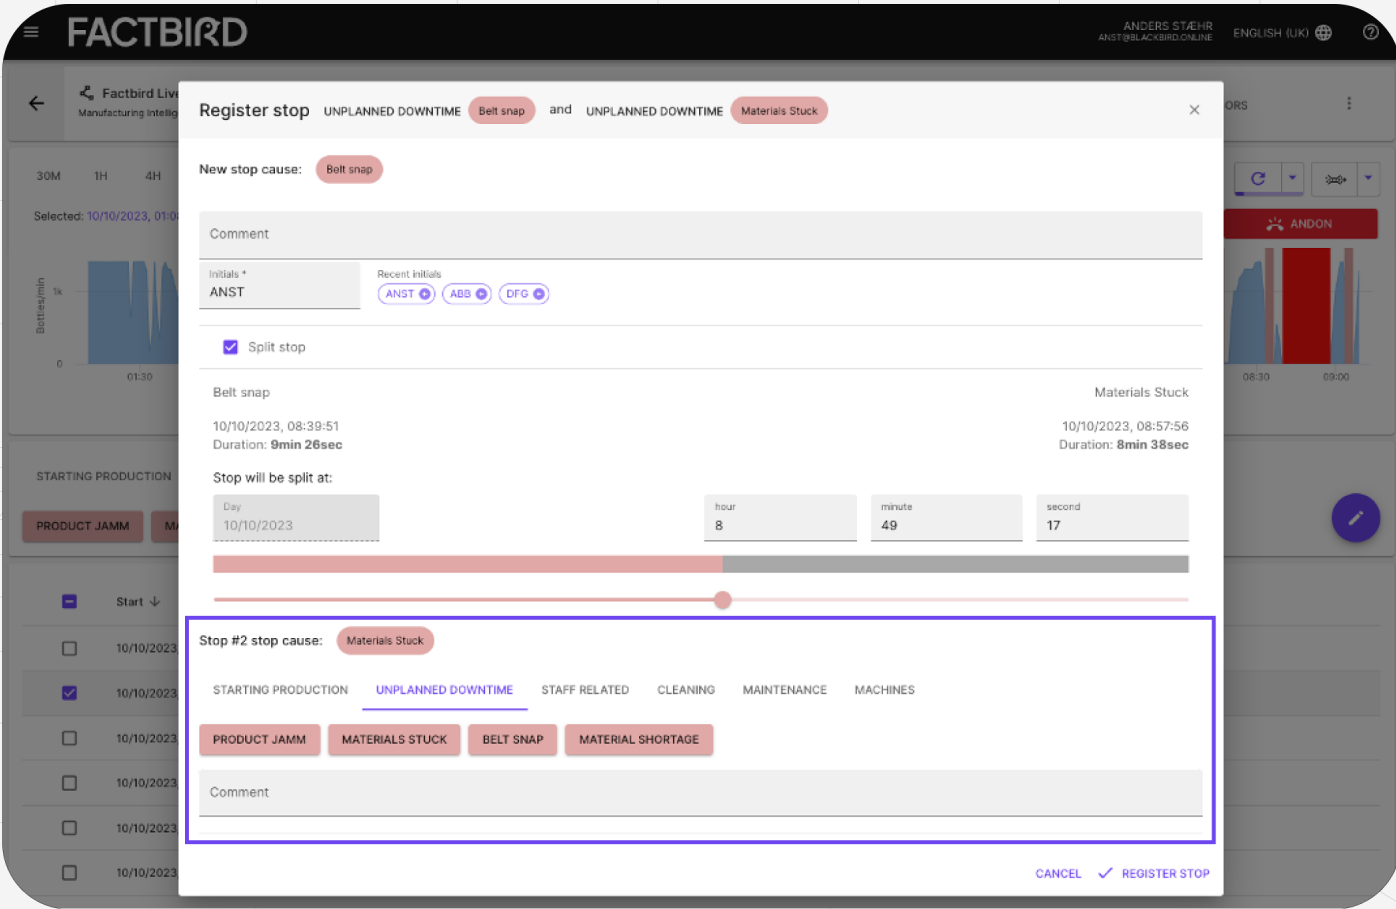 FACTBIRD
ANDERS STÆHR
ANST@BLACKBIRD.ONLINE
ENGLISH (UK)
Factbird Live
Manufacturing Intellig
ORS
Register stop UNPLANNED DOWNTIME Belt snap and UNPLANNED DOWNTIME Materials Stuck
New stop cause: Belt snap
30M 1H 4H
Selected: 10/10/2023, 01:0
ANDON
Comment
Initials *
ANST
Recent initials
ANST ABB DFG
Bottles/min
1k
0
01:30
08:30 09:00
Split stop
Belt snap Materials Stuck
10/10/2023, 08:39:51 10/10/2023, 08:57:56
Duration: 9min 26sec Duration: 8min 38sec
Stop will be split at:
STARTING PRODUCTION
Day
10/10/2023
hour
8
minute
49
second
17
PRODUCT JAMM MA
Start
Stop #2 stop cause: Materials Stuck
10/10/2023
10/10/2023
10/10/2023
10/10/2023
10/10/2023
10/10/2023
STARTING PRODUCTION UNPLANNED DOWNTIME STAFF RELATED CLEANING MAINTENANCE MACHINES
PRODUCT JAMM MATERIALS STUCK BELT SNAP MATERIAL SHORTAGE
Comment
CANCEL REGISTER STOP